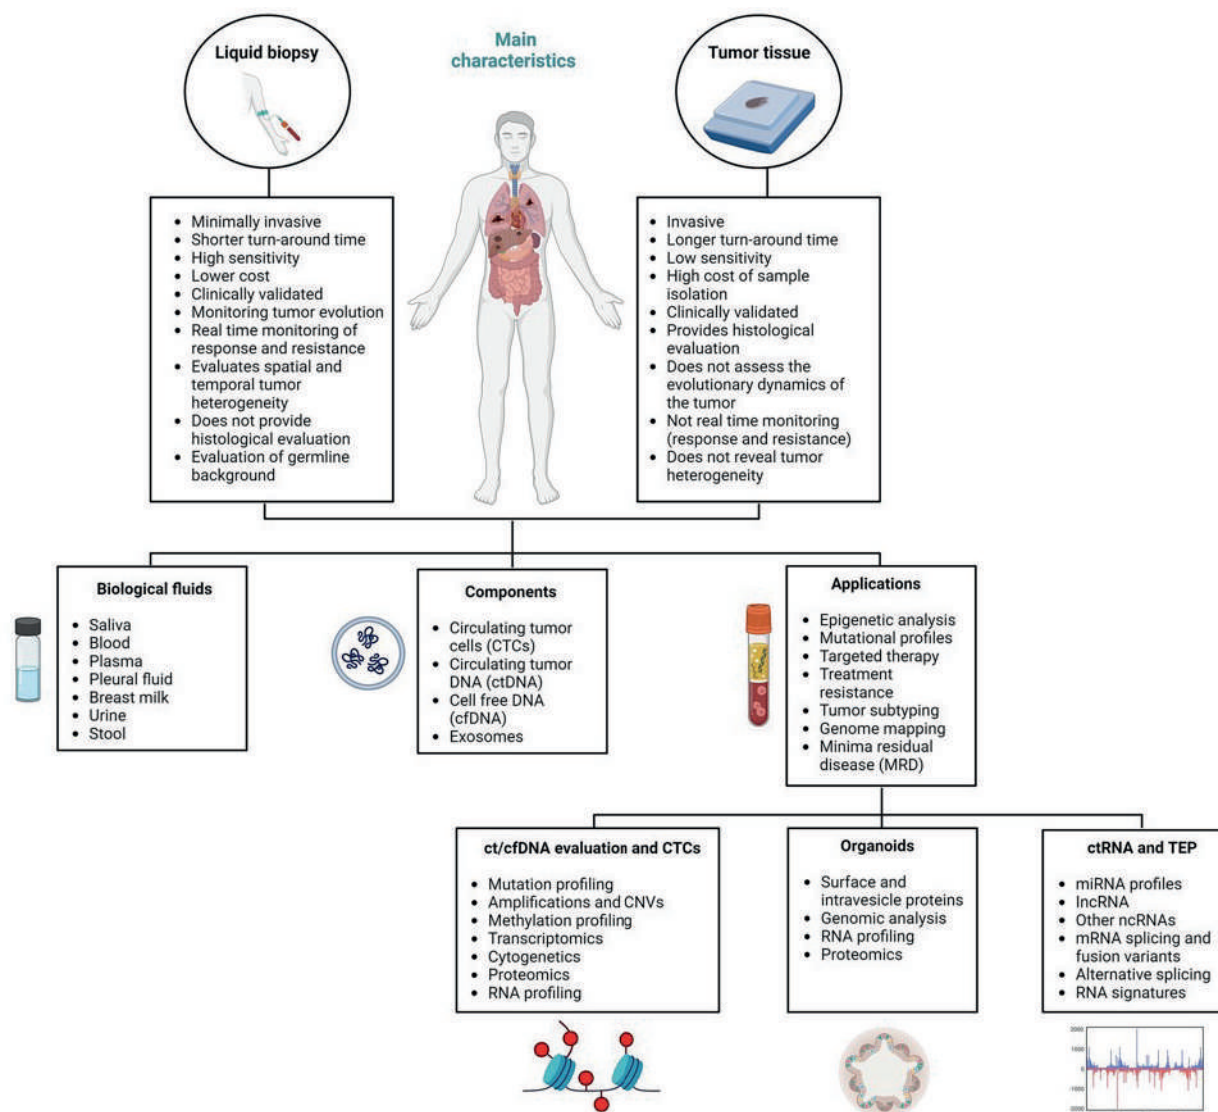 Liquid biopsy
Main
characteristics
Tumor tissue
• Minimally invasive
• Shorter turn-around time
• High sensitivity
• Lower cost
• Clinically validated
• Monitoring tumor evolution
• Real time monitoring of
response and resistance
• Evaluates spatial and
temporal tumor
heterogeneity
• Does not provide
histological evaluation
• Evaluation of germline
background
• Invasive
• Longer turn-around time
• Low sensitivity
• High cost of sample
isolation
• Clinically validated
• Provides histological
evaluation
• Does not assess the
evolutionary dynamics of
the tumor
• Not real time monitoring
(response and resistance)
• Does not reveal tumor
heterogeneity
Biological fluids
• Saliva
• Blood
• Plasma
• Pleural fluid
• Breast milk
• Urine
• Stool
Components
• Circulating tumor
cells (CTCs)
• Circulating tumor
DNA (ctDNA)
• Cell free DNA
(cfDNA)
• Exosomes
Applications
• Epigenetic analysis
• Mutational profiles
• Targeted therapy
• Treatment
resistance
• Tumor subtyping
• Genome mapping
• Minima residual
disease (MRD)
ct/cfDNA evaluation and CTCs
• Mutation profiling
• Amplifications and CNVs
• Methylation profiling
• Transcriptomics
• Cytogenetics
• Proteomics
• RNA profiling
Organoids
• Surface and
intravesicle proteins
• Genomic analysis
• RNA profiling
• Proteomics
ctRNA and TEP
• miRNA profiles
• lncRNA
• Other ncRNAs
• mRNA splicing and
fusion variants
• Alternative splicing
• RNA signatures
2000
1000
0
-1000
-2000